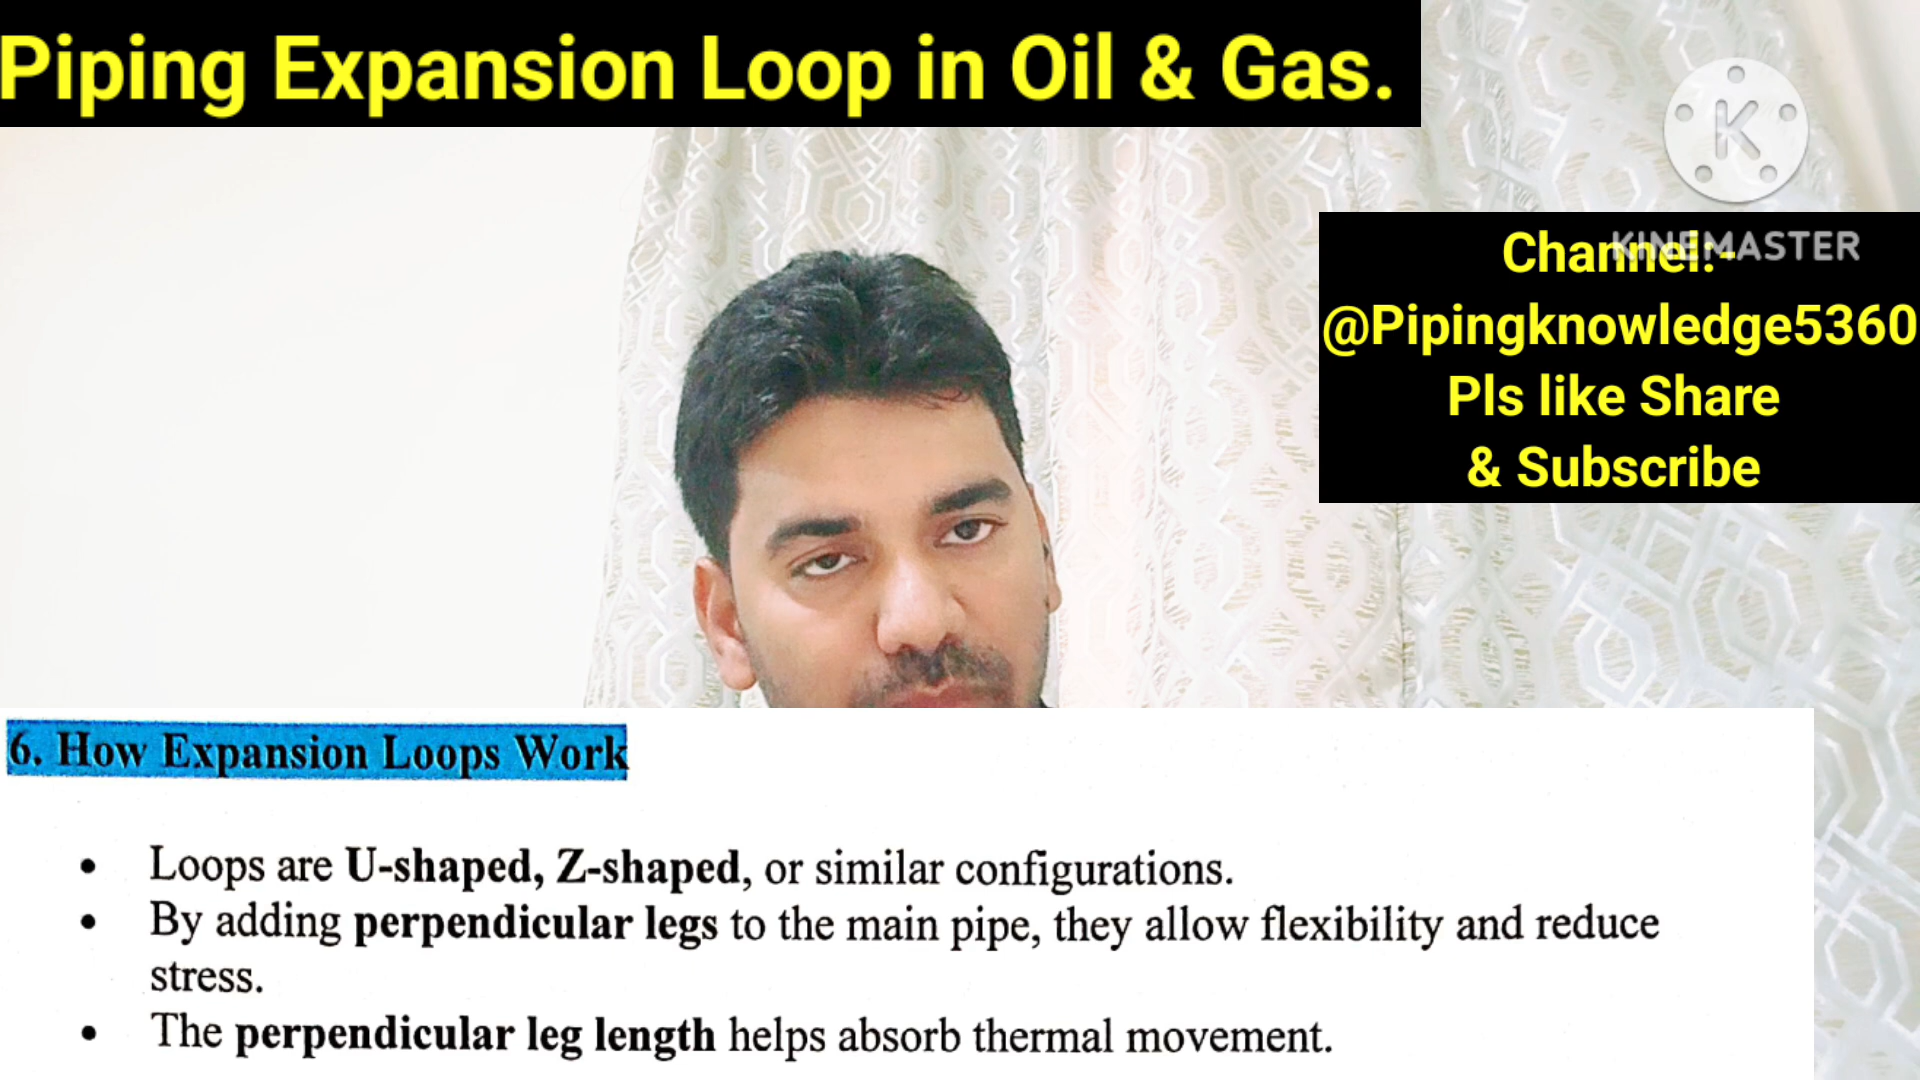 Piping Expansion Loop in Oil & Gas.
K
KINEMASTER
Channel:-
@Pipingknowledge5360
Pls like Share
& Subscribe
6. How Expansion Loops Work
• Loops are U-shaped, Z-shaped, or similar configurations.
• By adding perpendicular legs to the main pipe, they allow flexibility and reduce
stress.
• The perpendicular leg length helps absorb thermal movement.